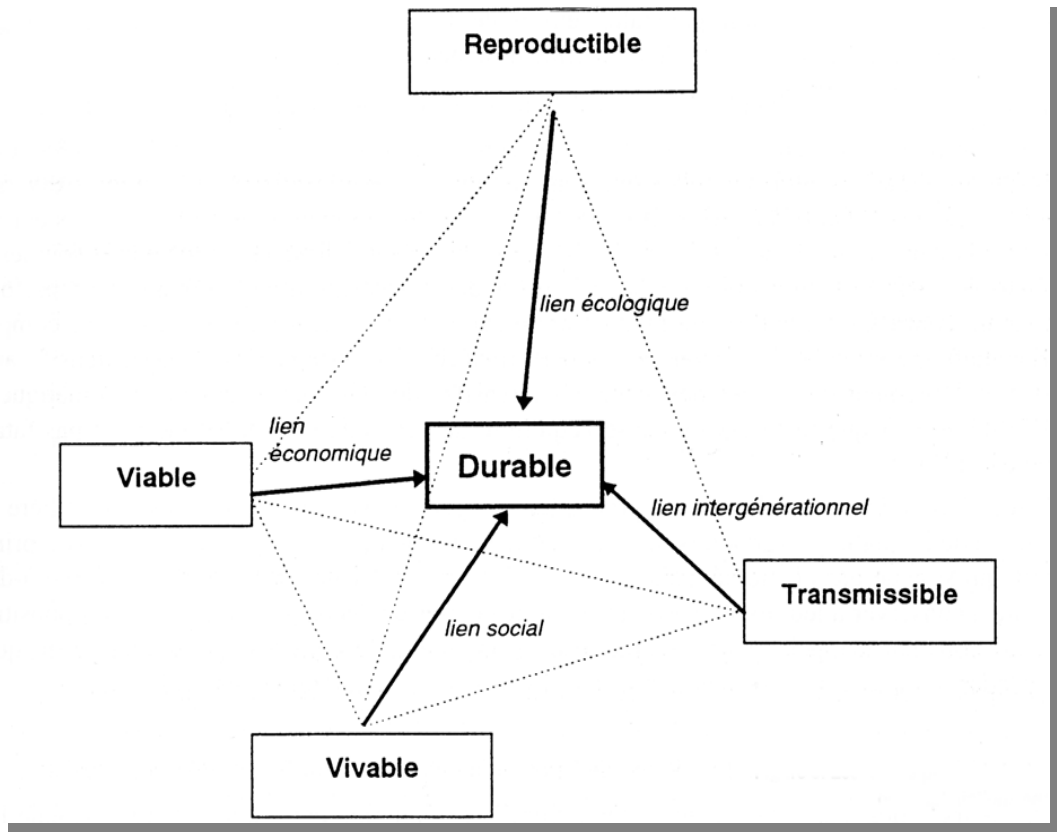 Reproductible
lien écologique
lien
économique
Viable
Durable
lien intergénérationnel
Transmissible
lien social
Vivable